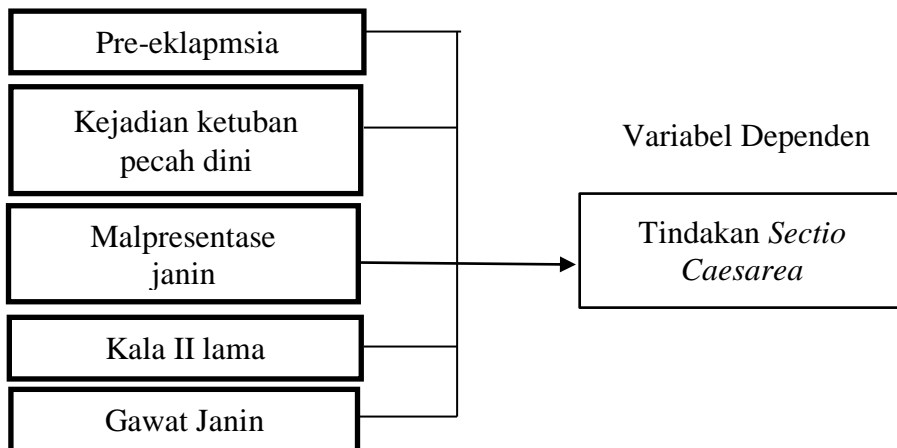 Pre-eklapmsia
Kejadian ketuban
pecah dini
Malpresentase
janin
Kala II lama
Gawat Janin
Variabel Dependen
Tindakan Sectio
Caesarea